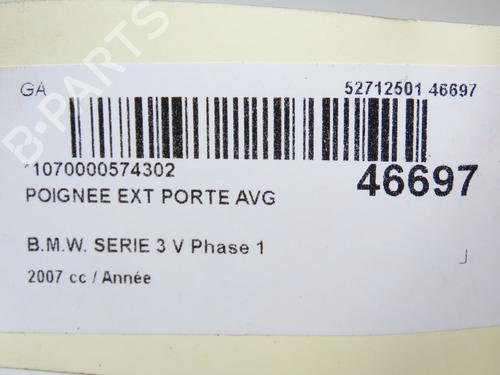 GA
52712501 46697
*1070000574302
46697
POIGNEE EXT PORTE AVG
B.M.W. SERIE 3 V Phase 1
2007 cc / Année
B-PARTS